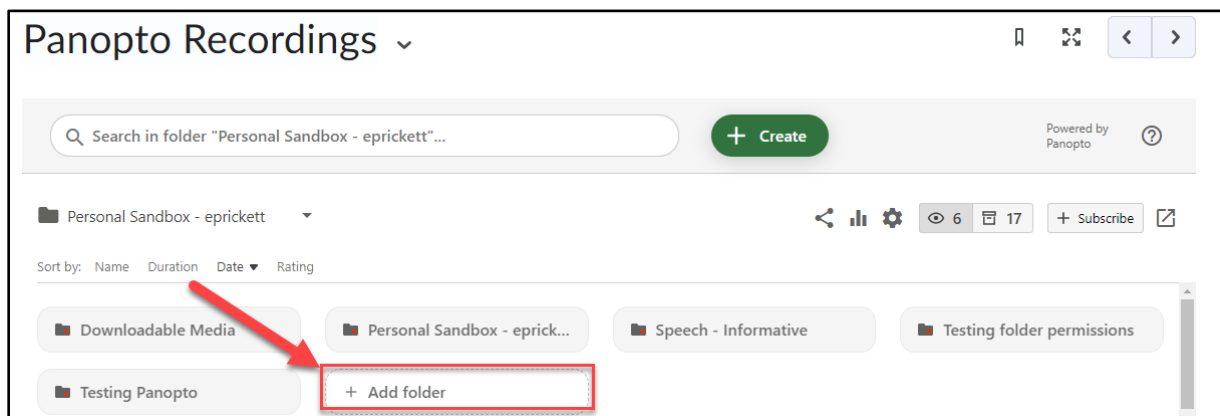 Panopto Recordings
Search in folder "Personal Sandbox - eprickett"...
+ Create
Powered by
Panopto
Personal Sandbox - eprickett
6
17
+ Subscribe
Sort by: Name Duration Date Rating
Downloadable Media
Personal Sandbox - eprick...
Speech - Informative
Testing folder permissions
Testing Panopto
+ Add folder